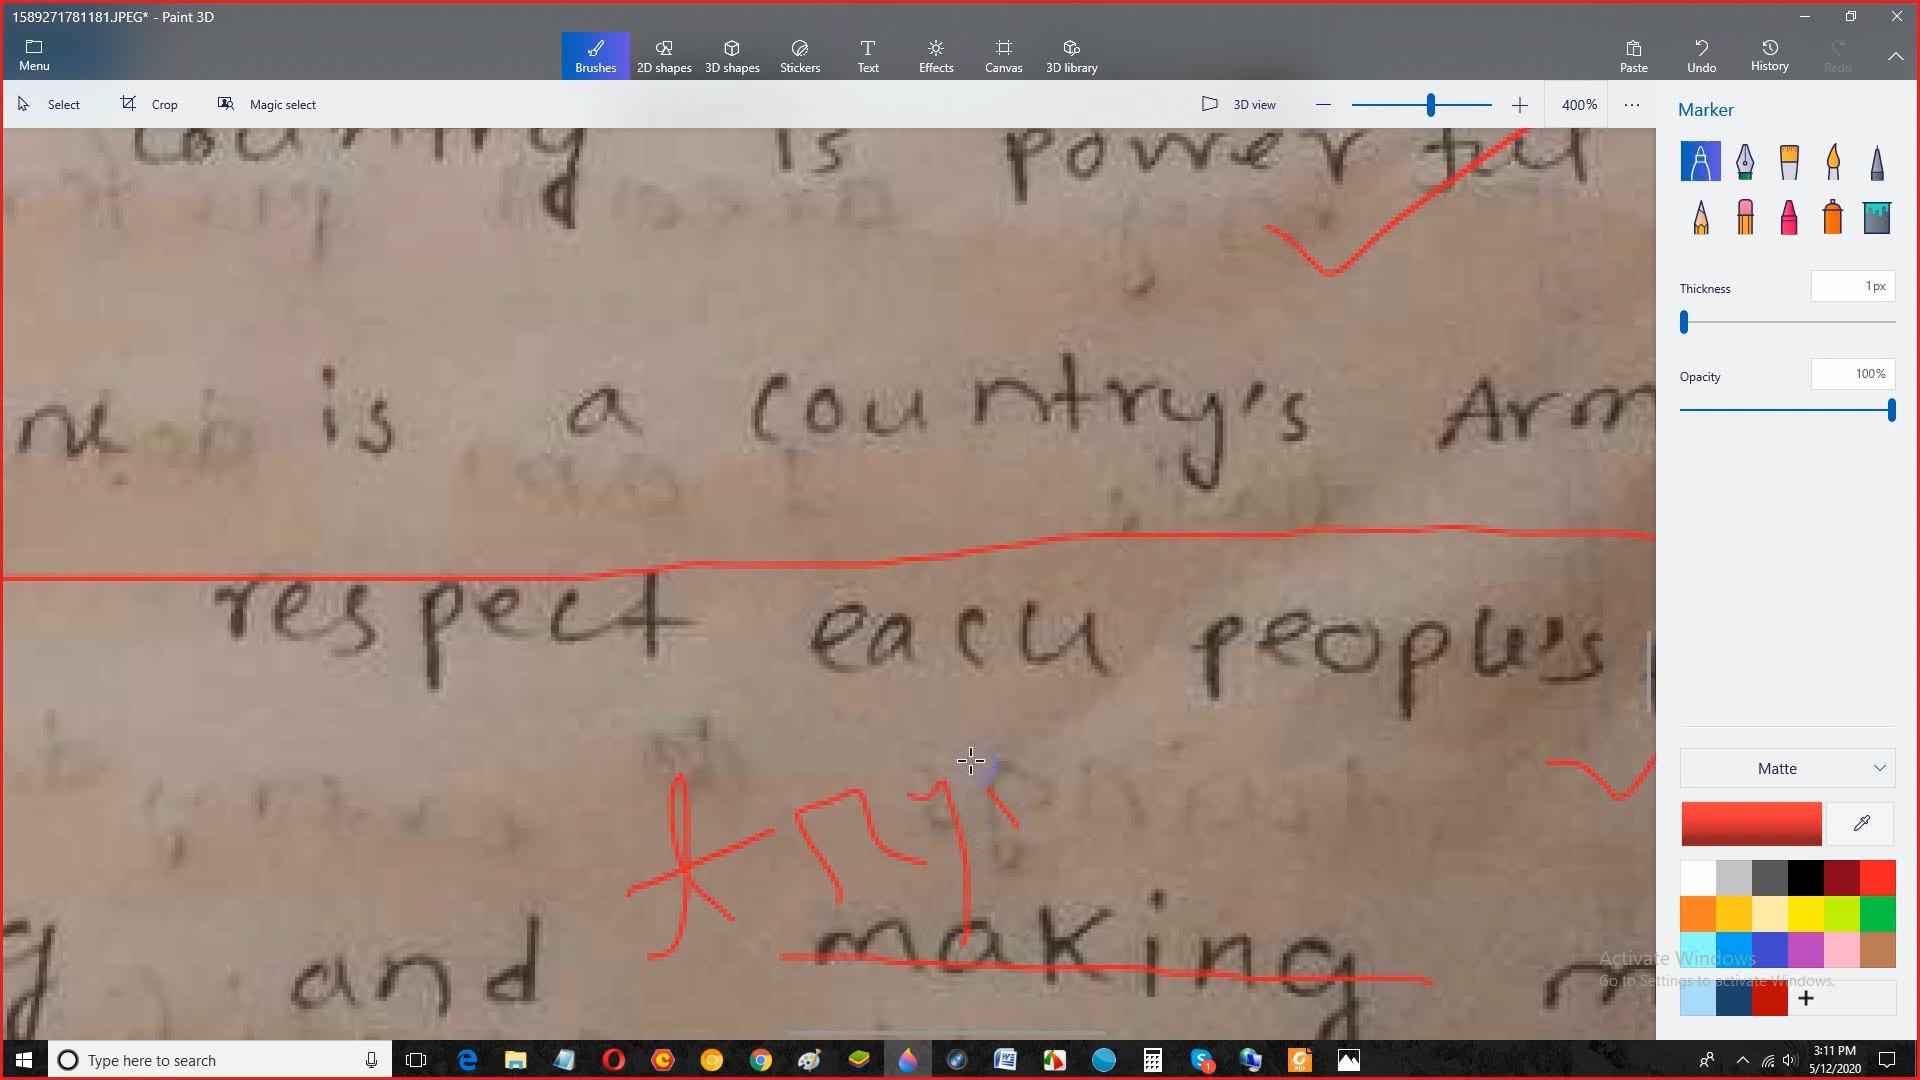 1589271781181.JPEG* - Paint 3D
Menu
Brushes
2D shapes
3D shapes
Stickers
Text
Effects
Canvas
3D library
Paste
Undo
History
Redo
Select
Crop
Magic select
3D view
400%
Marker
Thickness
1px
Opacity
100%
Matte
country is powerful
is a country's Arm
respect each people's
and making
Activate Windows
Go to Settings to activate Windows.
Type here to search
3:11 PM
5/12/2020